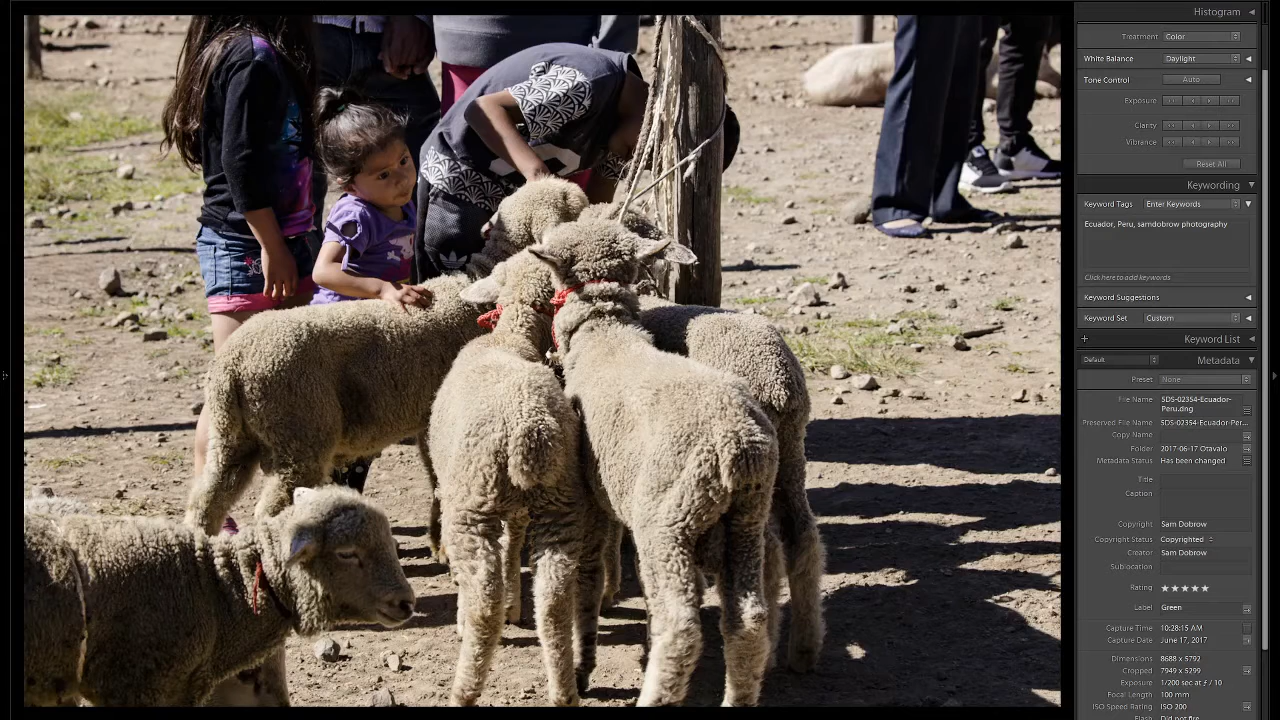 Histogram
Treatment: Color
White Balance: Daylight
Tone Control Auto
Exposure:
Clarity:
Vibrance:
Reset All
Keywording
Keyword Tags Enter Keywords
Ecuador, Peru, samdobrow photography
Click here to add keywords
Keyword Suggestions
Keyword Set Custom
+ Keyword List
Default Metadata
Preset None
File Name 5DS-02354-Ecuador-
Peru.dng
Preserved File Name 5DS-02354-Ecuador-Per...
Copy Name
Folder 2017-06-17 Otavalo
Metadata Status Has been changed
Title
Caption
Copyright Sam Dobrow
Copyright Status Copyrighted
Creator Sam Dobrow
Sublocation
Rating ★★★★★
Label Green
Capture Time 10:28:15 AM
Capture Date June 17, 2017
Dimensions 8688 x 5792
Cropped 7949 x 5299
Exposure 1/200 sec at ƒ / 10
Focal Length 100 mm
ISO Speed Rating ISO 200
Flash Did not fire